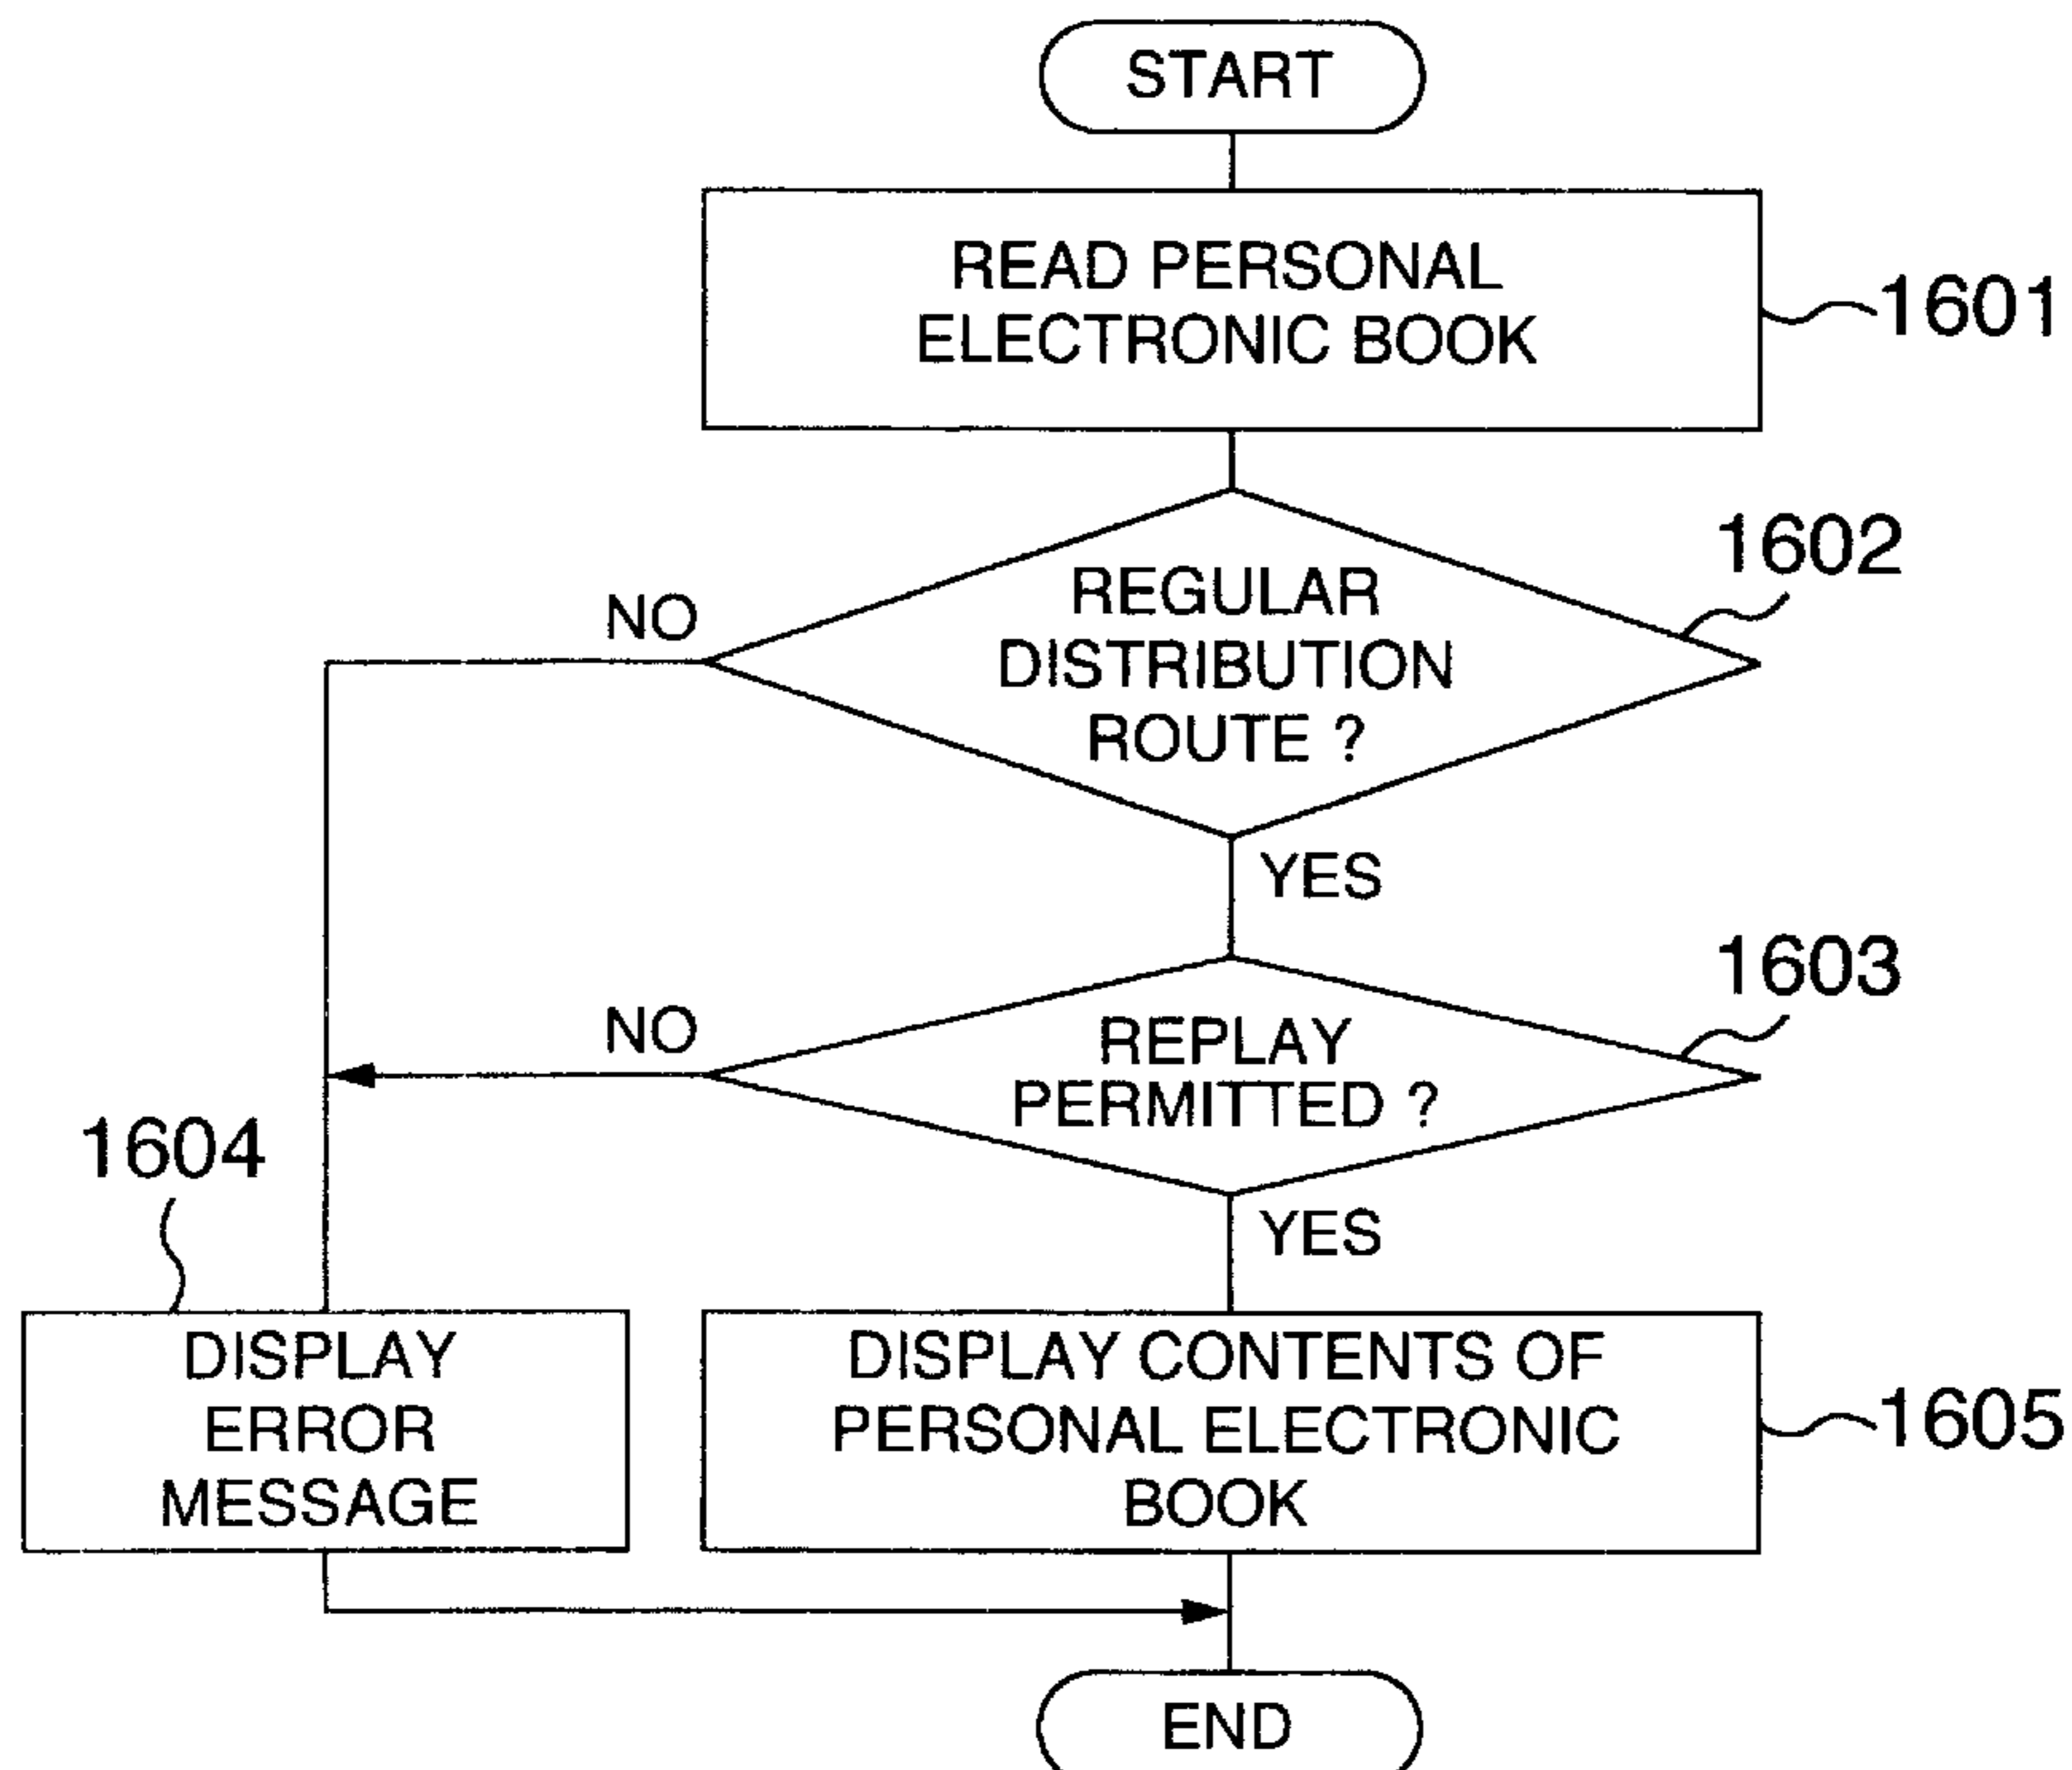 START
READ PERSONAL
ELECTRONIC BOOK
1601
1602
REGULAR
DISTRIBUTION
ROUTE ?
NO
YES
1603
REPLAY
PERMITTED ?
NO
YES
1604
DISPLAY
ERROR
MESSAGE
DISPLAY CONTENTS OF
PERSONAL ELECTRONIC
BOOK
1605
END